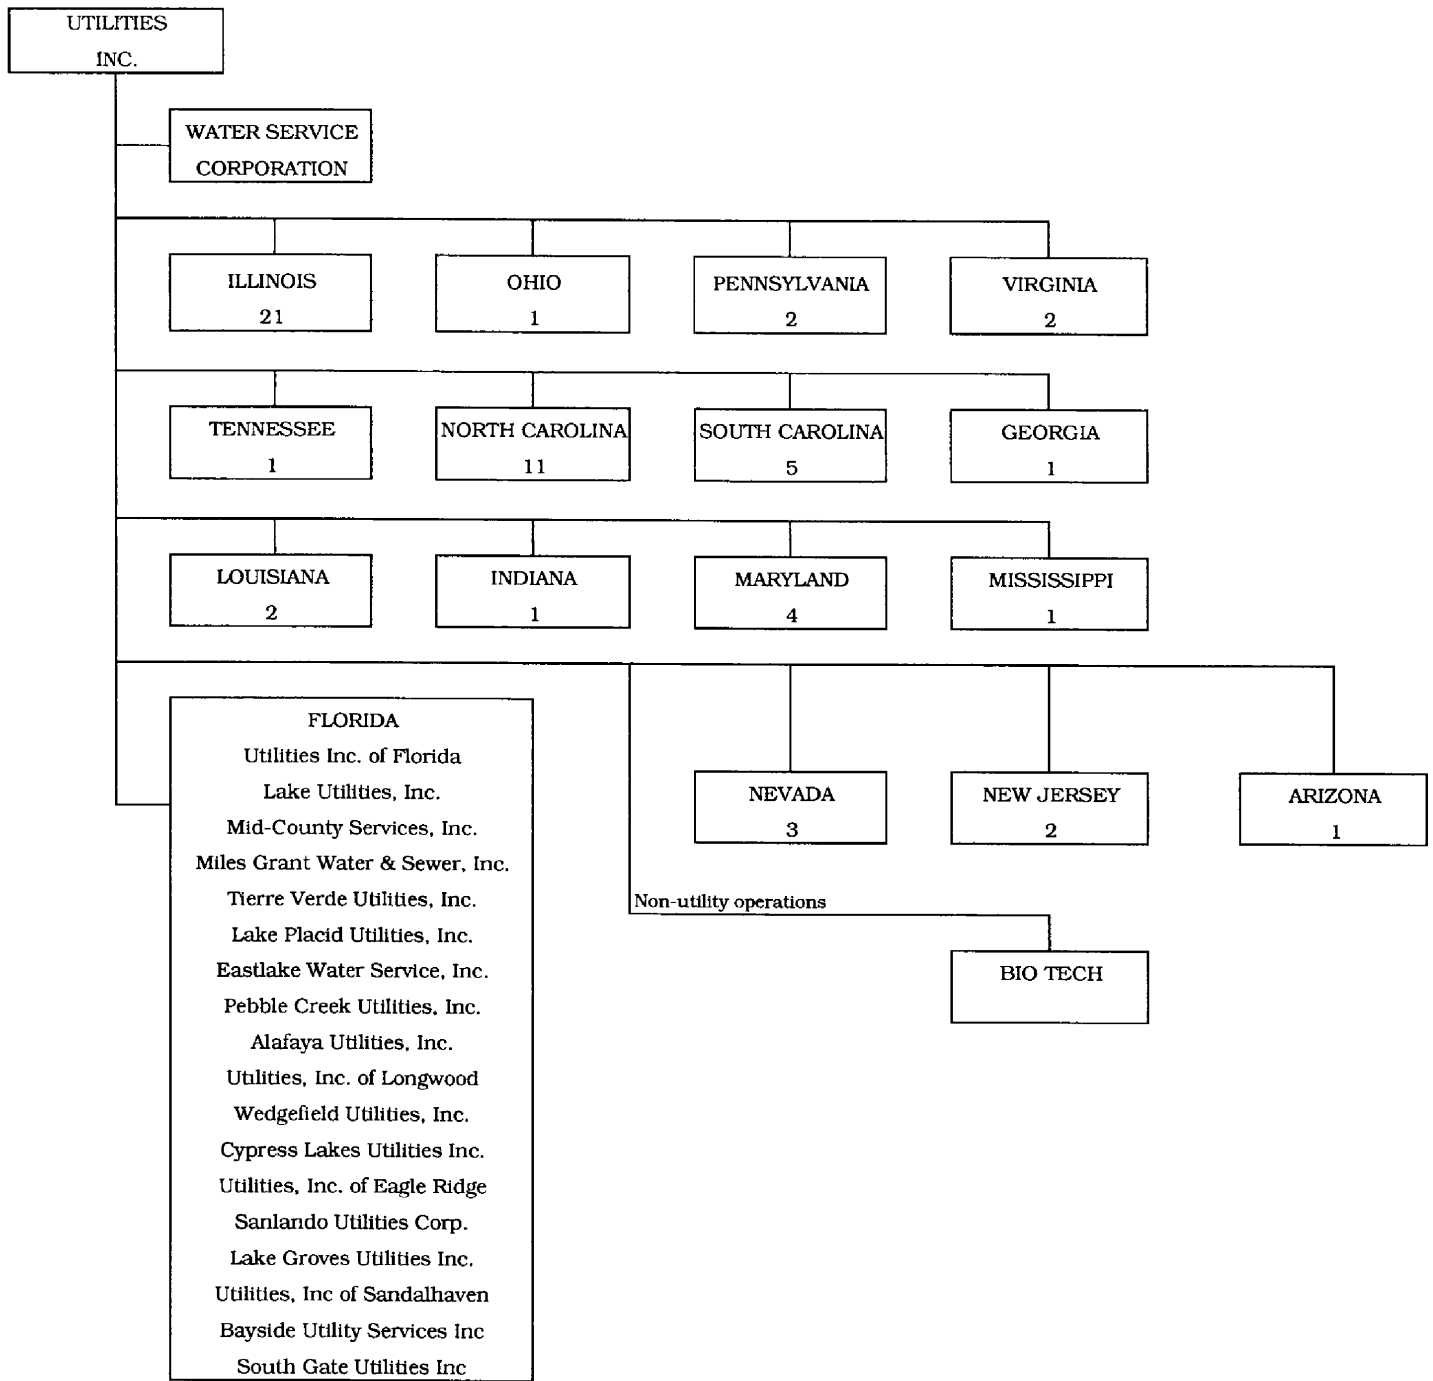 UTILITIES
INC.
WATER SERVICE
CORPORATION
ILLINOIS
21
OHIO
1
PENNSYLVANIA
2
VIRGINIA
2
TENNESSEE
1
NORTH CAROLINA
11
SOUTH CAROLINA
5
GEORGIA
1
LOUISIANA
2
INDIANA
1
MARYLAND
4
MISSISSIPPI
1
FLORIDA
Utilities Inc. of Florida
Lake Utilities, Inc.
Mid-County Services, Inc.
Miles Grant Water & Sewer, Inc.
Tierre Verde Utilities, Inc.
Lake Placid Utilities, Inc.
Eastlake Water Service, Inc.
Pebble Creek Utilities, Inc.
Alafaya Utilities, Inc.
Utilities, Inc. of Longwood
Wedgefield Utilities, Inc.
Cypress Lakes Utilities Inc.
Utilities, Inc. of Eagle Ridge
Sanlando Utilities Corp.
Lake Groves Utilities Inc.
Utilities, Inc of Sandalhaven
Bayside Utility Services Inc
South Gate Utilities Inc
NEVADA
3
NEW JERSEY
2
ARIZONA
1
Non-utility operations
BIO TECH